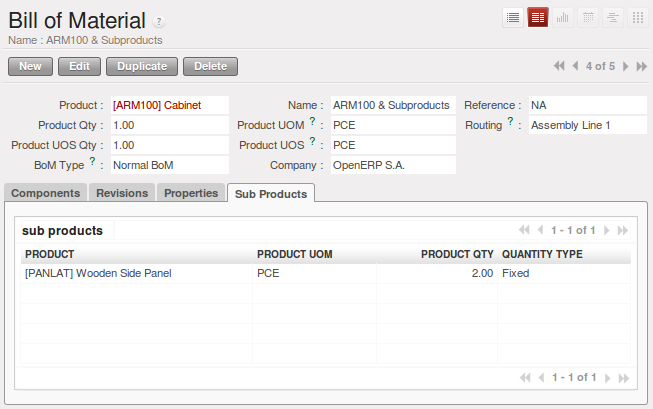 Bill of Material ?
Name : ARM100 & Subproducts
New Edit Duplicate Delete 4 of 5
Product : [ARM100] Cabinet Name : ARM100 & Subproducts Reference : NA
Product Qty : 1.00 Product UOM ? : PCE Routing ? : Assembly Line 1
Product UOS Qty : 1.00 Product UOS ? : PCE
BoM Type ? : Normal BoM Company : OpenERP S.A.
Components Revisions Properties Sub Products
sub products 1 - 1 of 1
PRODUCT PRODUCT UOM PRODUCT QTY QUANTITY TYPE
[PANLAT] Wooden Side Panel PCE 2.00 Fixed
1 - 1 of 1